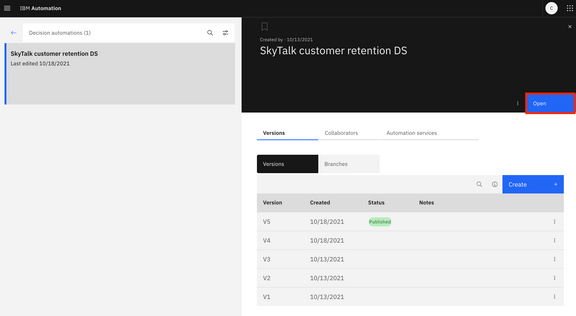 IBM Automation
C
Decision automations (1)
SkyTalk customer retention DS
Last edited 10/18/2021
Created by · 10/13/2021
SkyTalk customer retention DS
Open
Versions Collaborators Automation services
Versions Branches
Create +
Version Created Status Notes
V5 10/18/2021 Published
V4 10/18/2021
V3 10/13/2021
V2 10/13/2021
V1 10/13/2021